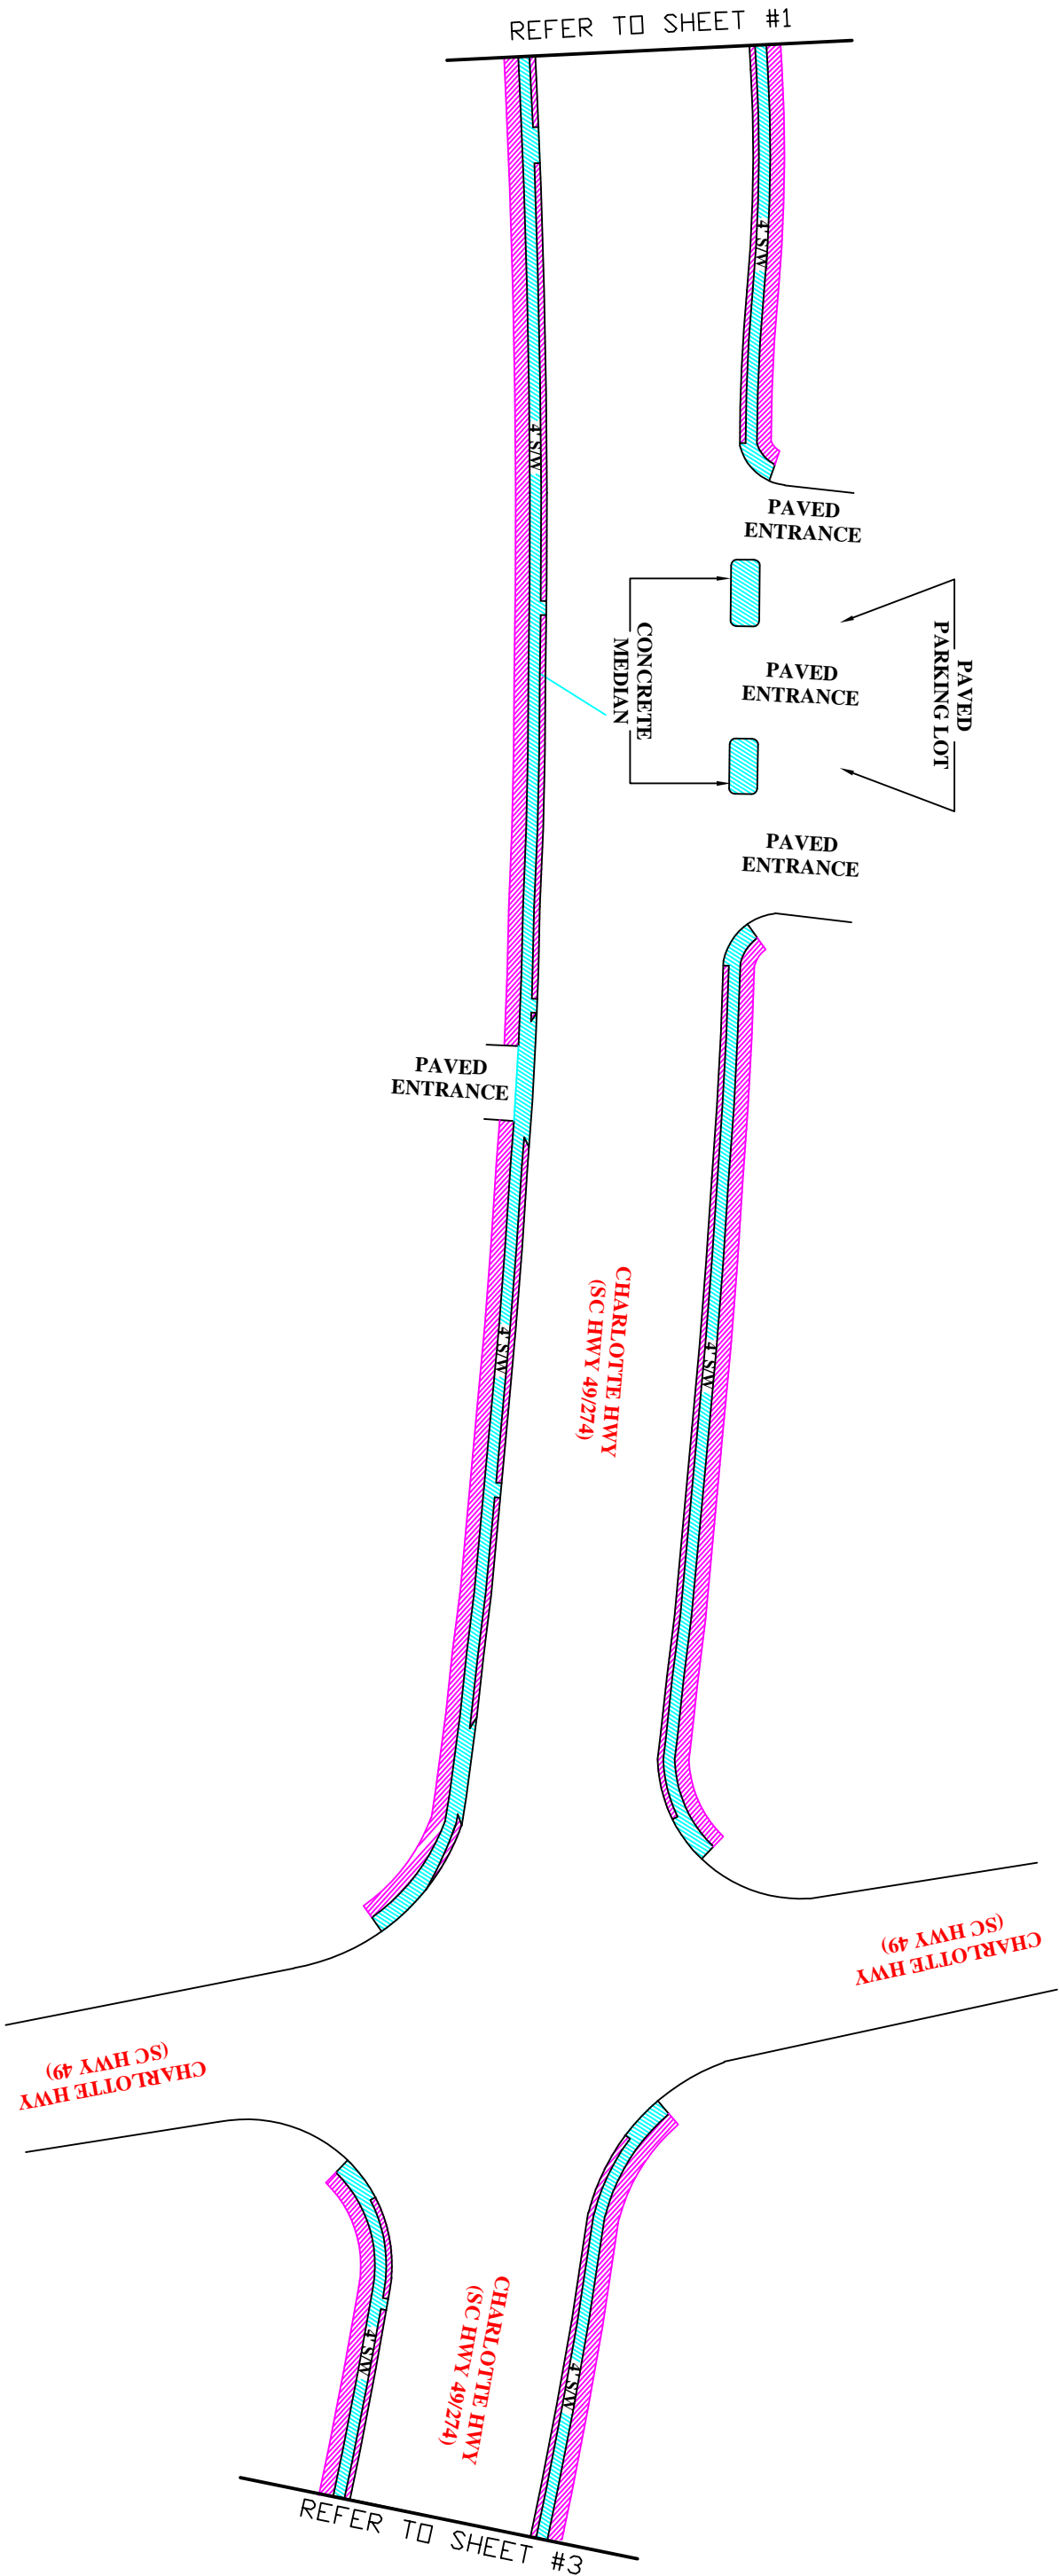 REFER TO SHEET #1
4' S/W
4' S/W
PAVED
ENTRANCE
CONCRETE
MEDIAN
PAVED
PARKING LOT
PAVED
ENTRANCE
PAVED
ENTRANCE
PAVED
ENTRANCE
CHARLOTTE HWY
(SC HWY 49/274)
4' S/W
4' S/W
CHARLOTTE HWY
(SC HWY 49)
CHARLOTTE HWY
(SC HWY 49)
CHARLOTTE HWY
(SC HWY 49/274)
4' S/W
4' S/W
REFER TO SHEET #3